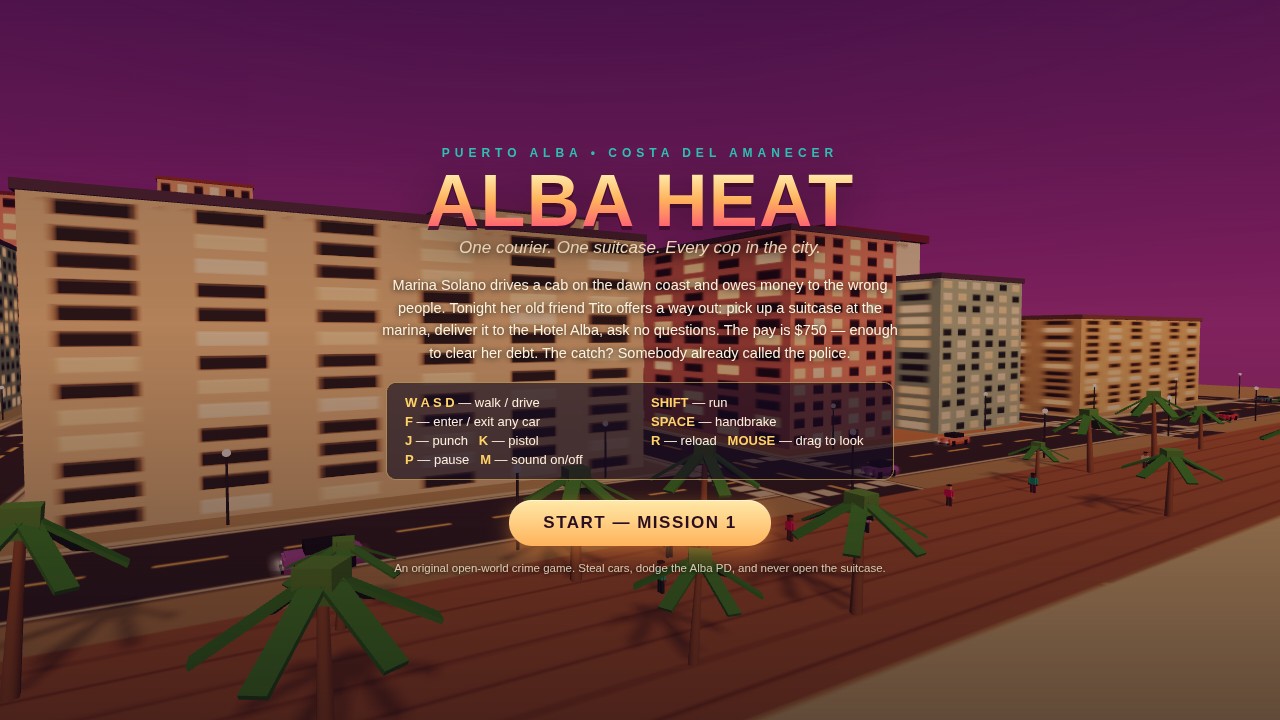 PUERTO ALBA • COSTA DEL AMANECER
ALBA HEAT
One courier. One suitcase. Every cop in the city.
Marina Solano drives a cab on the dawn coast and owes money to the wrong
people. Tonight her old friend Tito offers a way out: pick up a suitcase at the
marina, deliver it to the Hotel Alba, ask no questions. The pay is $750 — enough
to clear her debt. The catch? Somebody already called the police.
W A S D — walk / drive
SHIFT — run
F — enter / exit any car
SPACE — handbrake
J — punch K — pistol
R — reload MOUSE — drag to look
P — pause M — sound on/off
START — MISSION 1
An original open-world crime game. Steal cars, dodge the Alba PD, and never open the suitcase.